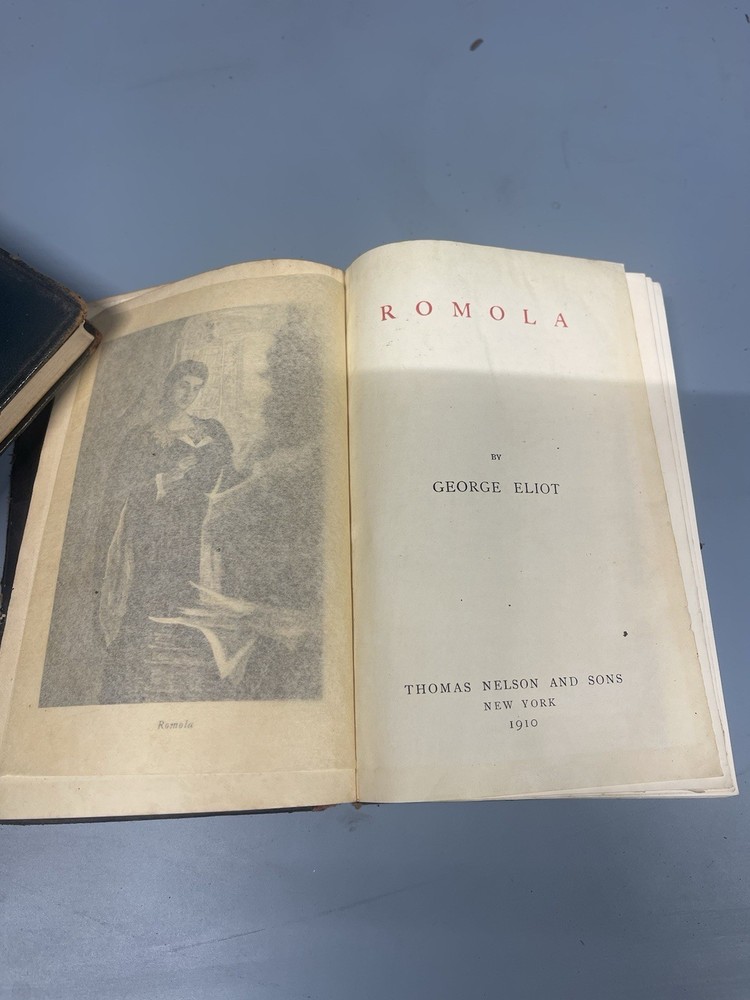 Romola
ROMOLA
BY
GEORGE ELIOT
THOMAS NELSON AND SONS
NEW YORK
1910